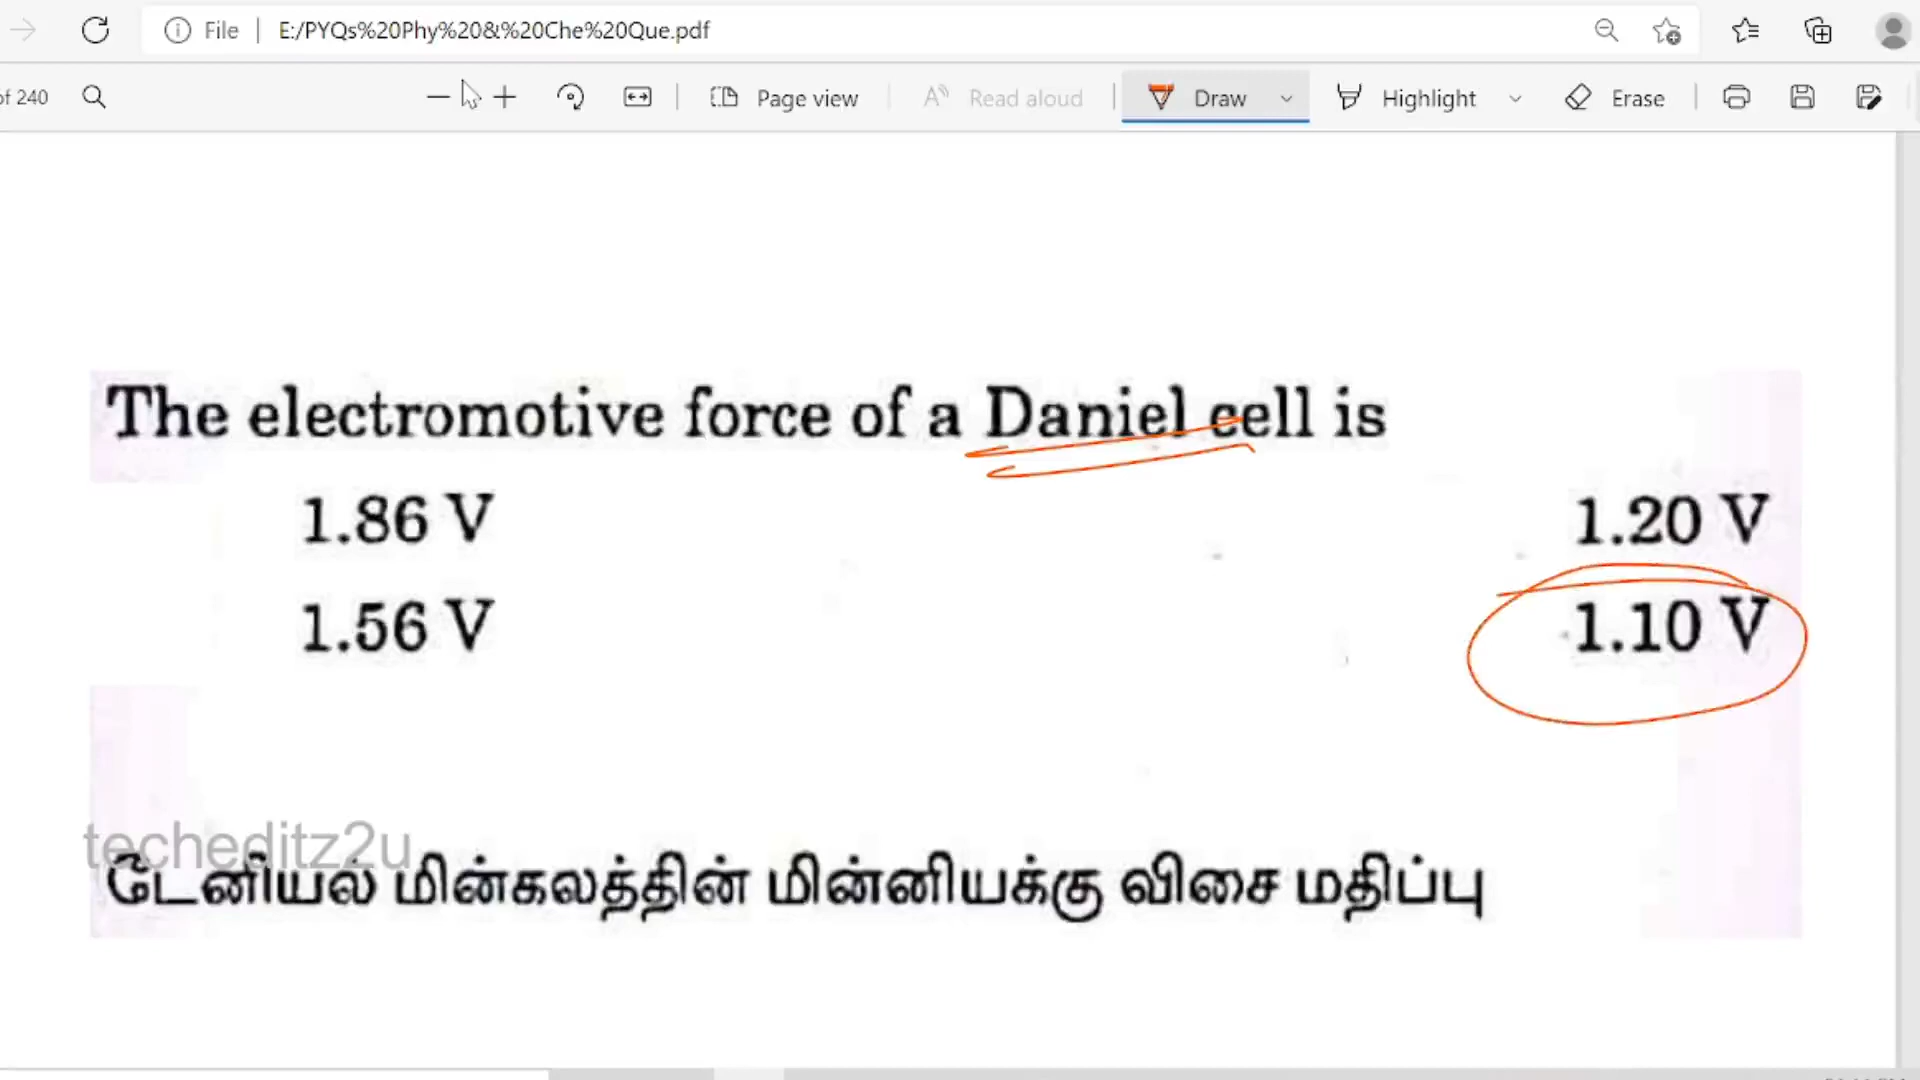 File E:/PYQs%20Phy%20&%20Che%20Que.pdf
of 240 Page view Read aloud Draw Highlight Erase
The electromotive force of a Daniel cell is
1.86 V 1.20 V
1.56 V 1.10 V
techeditz2u
டேனியல் மின்கலத்தின் மின்னியக்கு விசை மதிப்பு